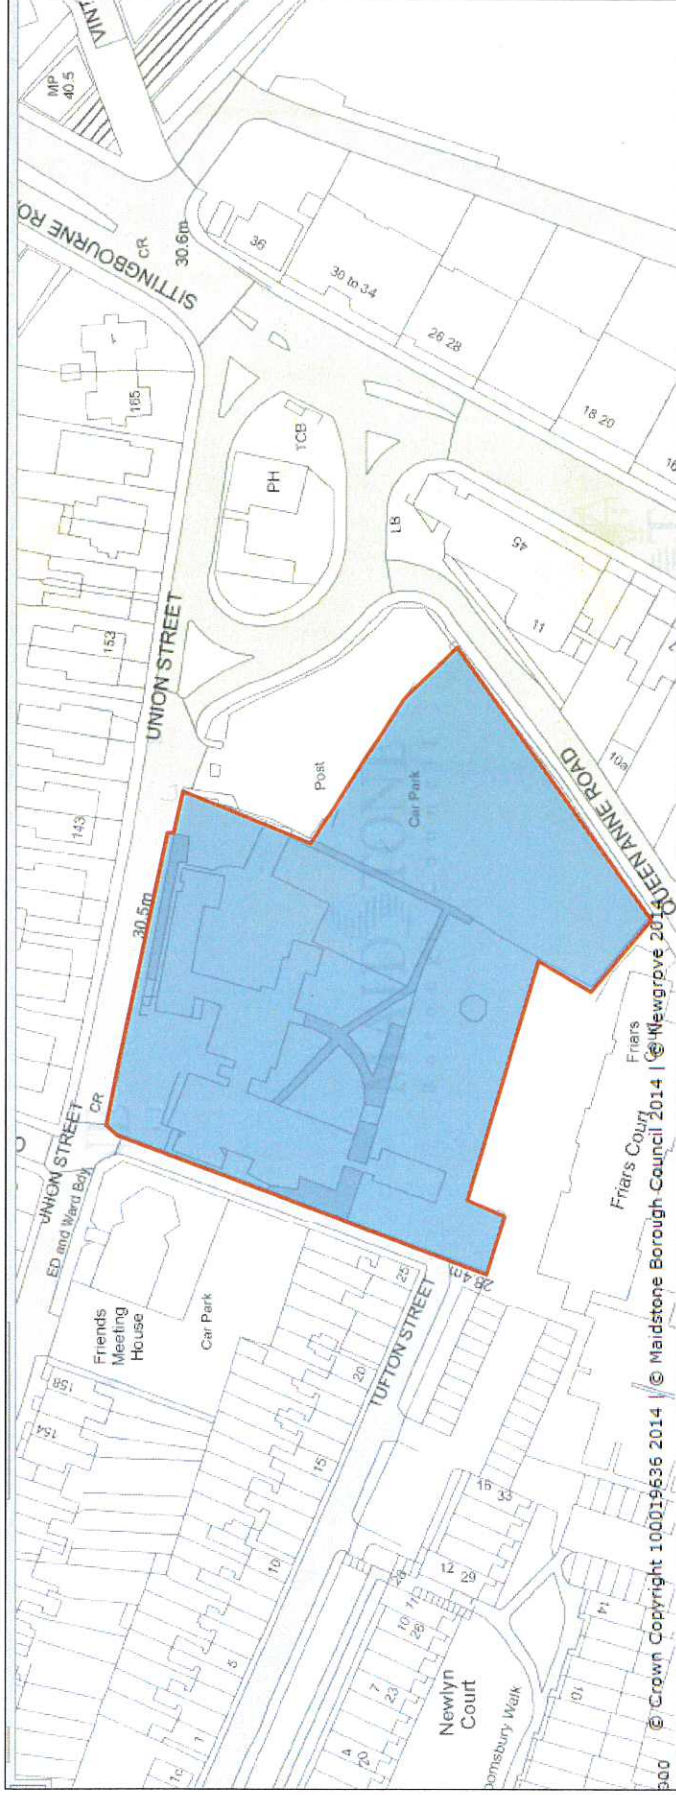 MP
40.5
CR
30.6m
36
30 to 34
26 28
18 20
165
TCB
PH
LB
45
11
153
UNION STREET
10a
QUEEN ANNE ROAD
143
Post
Car Park
30.5m
CR
UNION STREET
ED and Ward Bdy
Friends
Meeting
House
Car Park
158
154
25
20
15
10
5
1
1c
TUFTON STREET
28.4m
Friars
Court
Friars Court
16
33
12
29
28
11
10
26
7
23
4
20
Newlyn
Court
14
10
© Crown Copyright 100019636 2014 | © Maidstone Borough Council 2014 | © Newgrove 2014